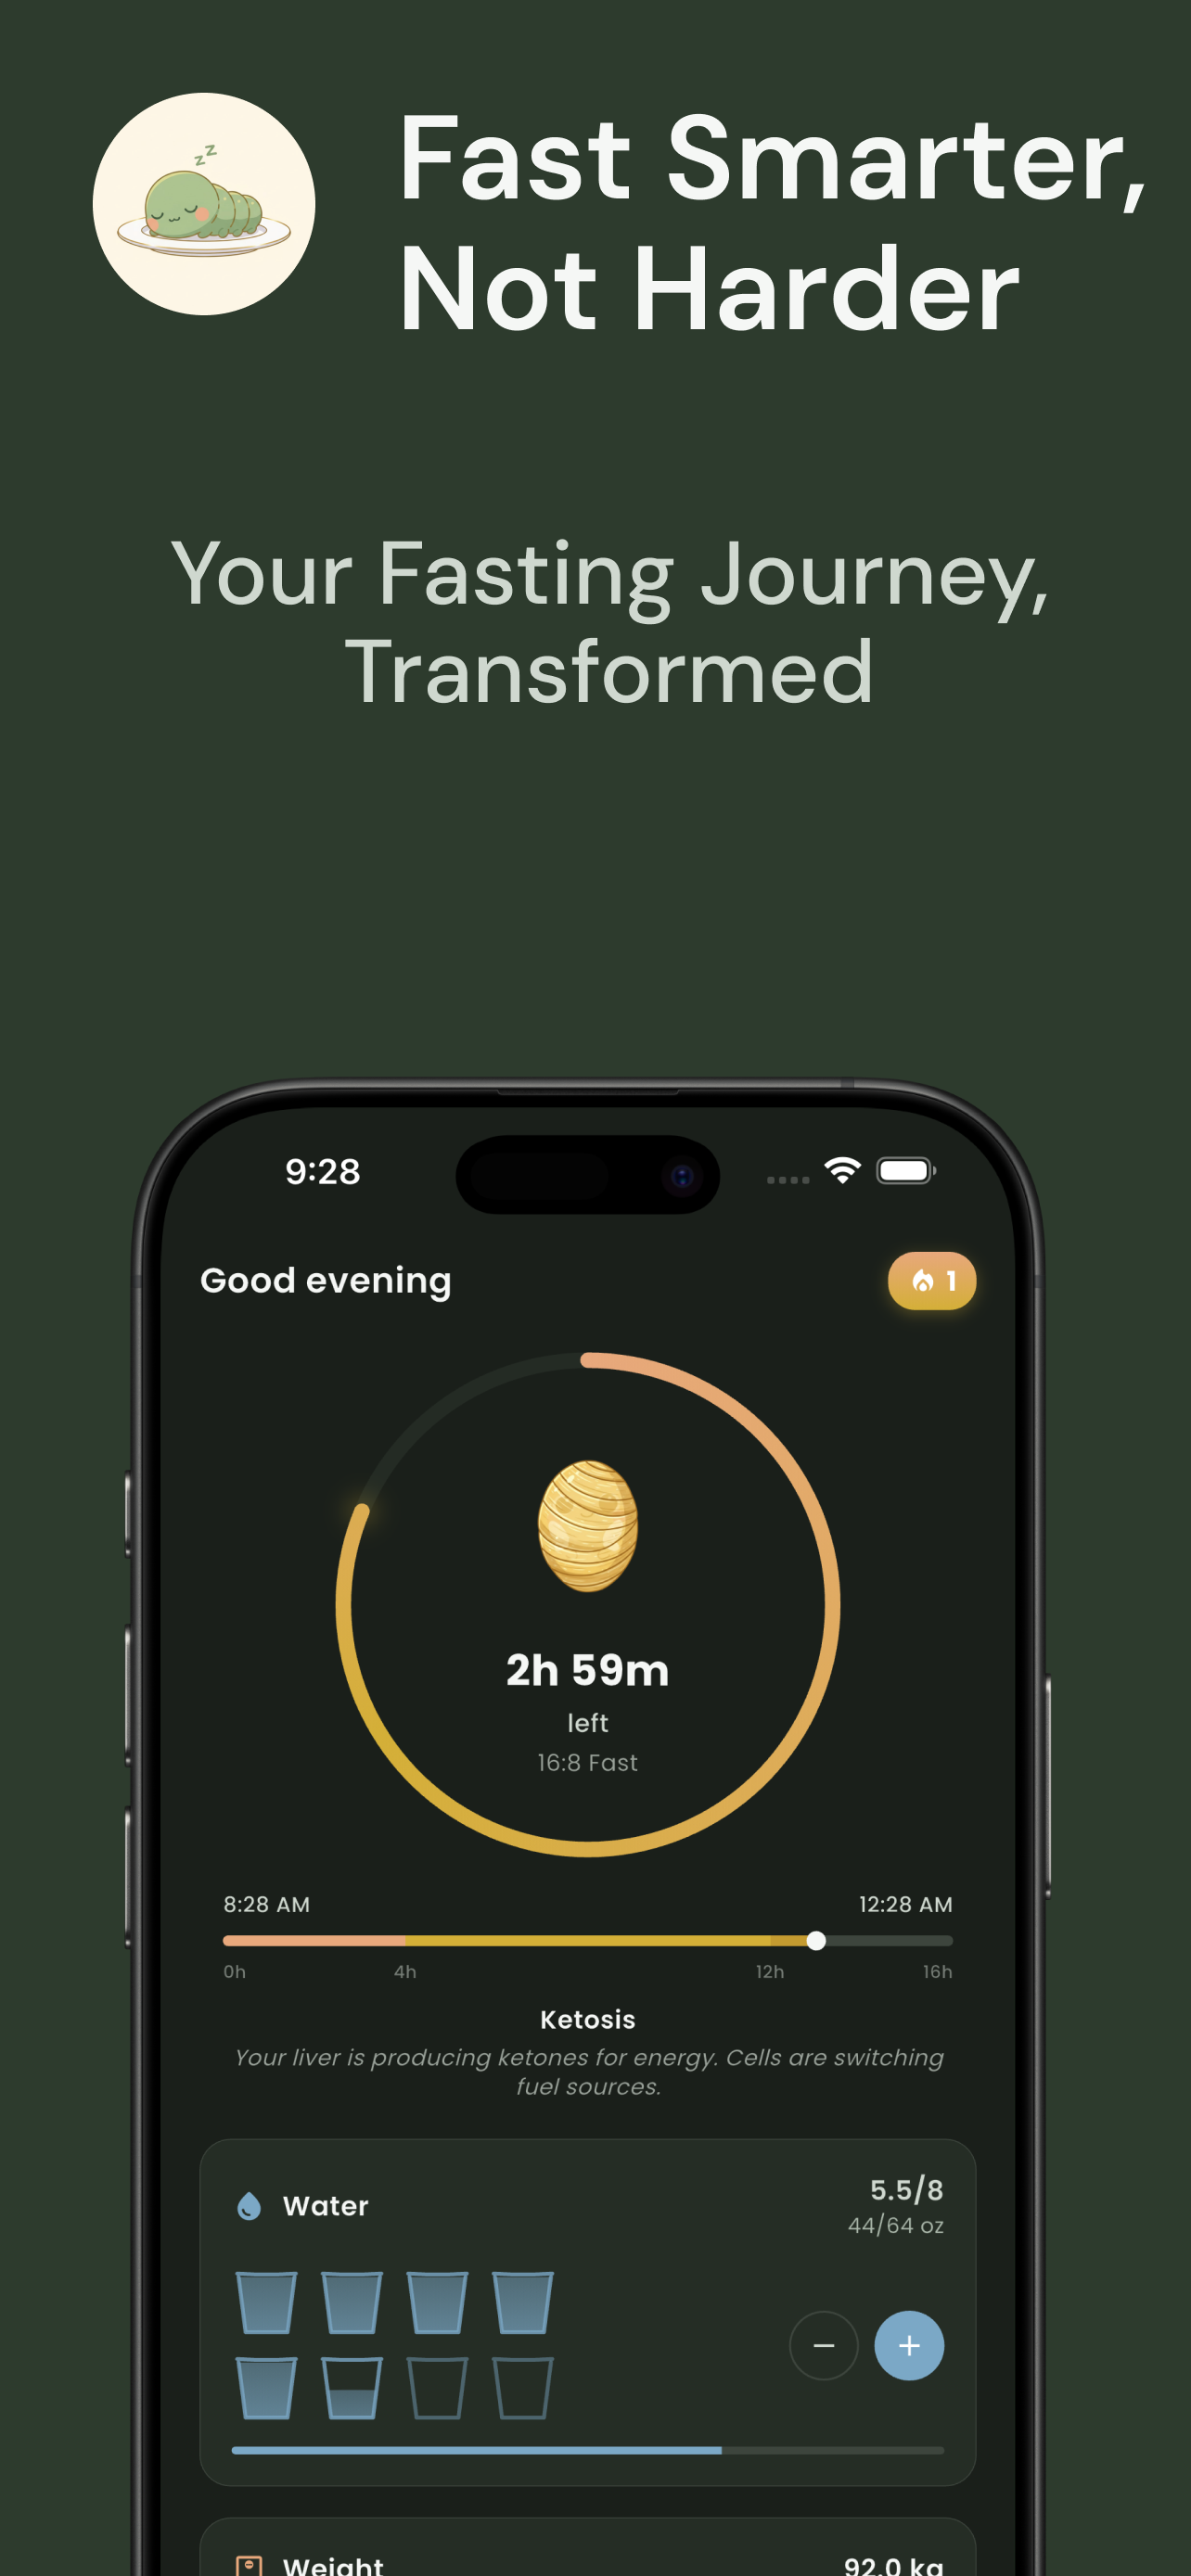 zz
Fast Smarter,
Not Harder
Your Fasting Journey,
Transformed
9:28
Good evening
1
2h 59m
left
16:8 Fast
8:28 AM
12:28 AM
0h
4h
12h
16h
Ketosis
Your liver is producing ketones for energy. Cells are switching
fuel sources.
Water
5.5/8
44/64 oz
Weight
92.0 kg